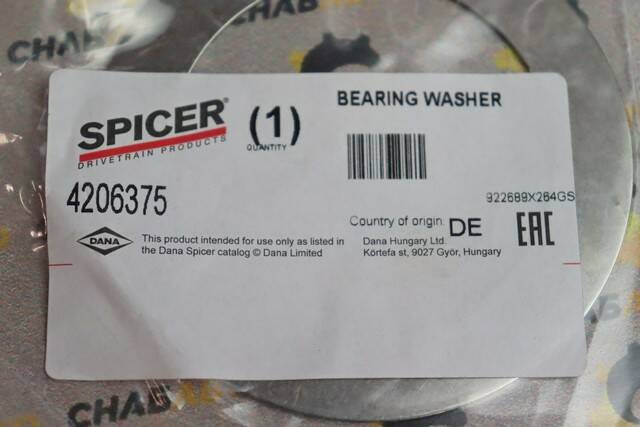 CHAB
CHAB
BEARING WASHER
SPICER®
(1)
DRIVETRAIN PRODUCTS
QUANTITY
4206375
922689X264GS
Country of origin: DE
EAC
DANA
This product intended for use only as listed in
the Dana Spicer catalog © Dana Limited
Dana Hungary Ltd.
Körtefa st, 9027 Győr, Hungary
CHAB